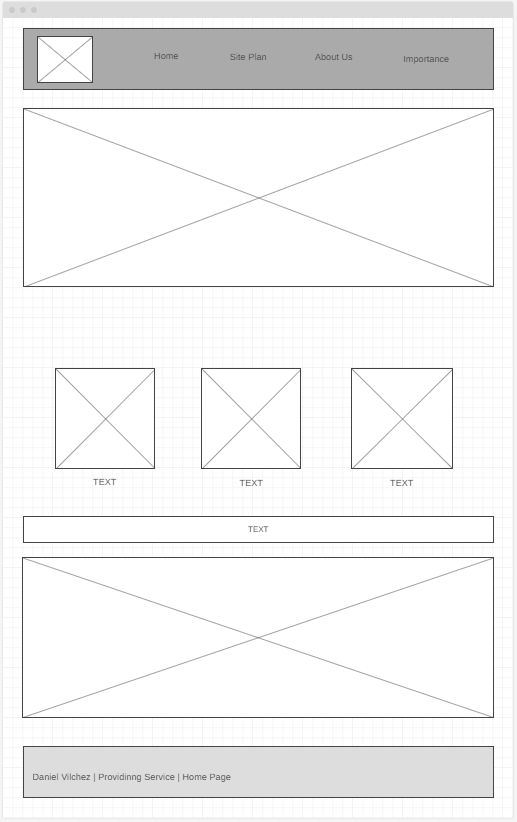 Home
Site Plan
About Us
Importance
TEXT
TEXT
TEXT
TEXT
Daniel Vilchez | Providinng Service | Home Page